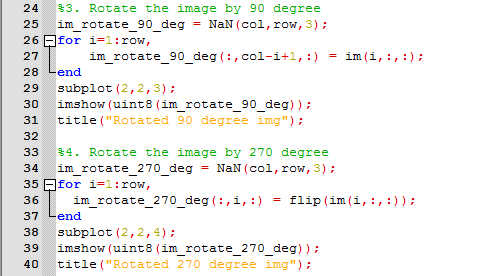 24 %3. Rotate the image by 90 degree
25 im_rotate_90_deg = NaN(col,row,3);
26 for i=1:row,
27 im_rotate_90_deg(:,col-i+1,:) = im(i,:,:);
28 end
29 subplot(2,2,3);
30 imshow(uint8(im_rotate_90_deg));
31 title("Rotated 90 degree img");
32
33 %4. Rotate the image by 270 degree
34 im_rotate_270_deg = NaN(col,row,3);
35 for i=1:row,
36 im_rotate_270_deg(:,i,:) = flip(im(i,:,:));
37 end
38 subplot(2,2,4);
39 imshow(uint8(im_rotate_270_deg));
40 title("Rotated 270 degree img");